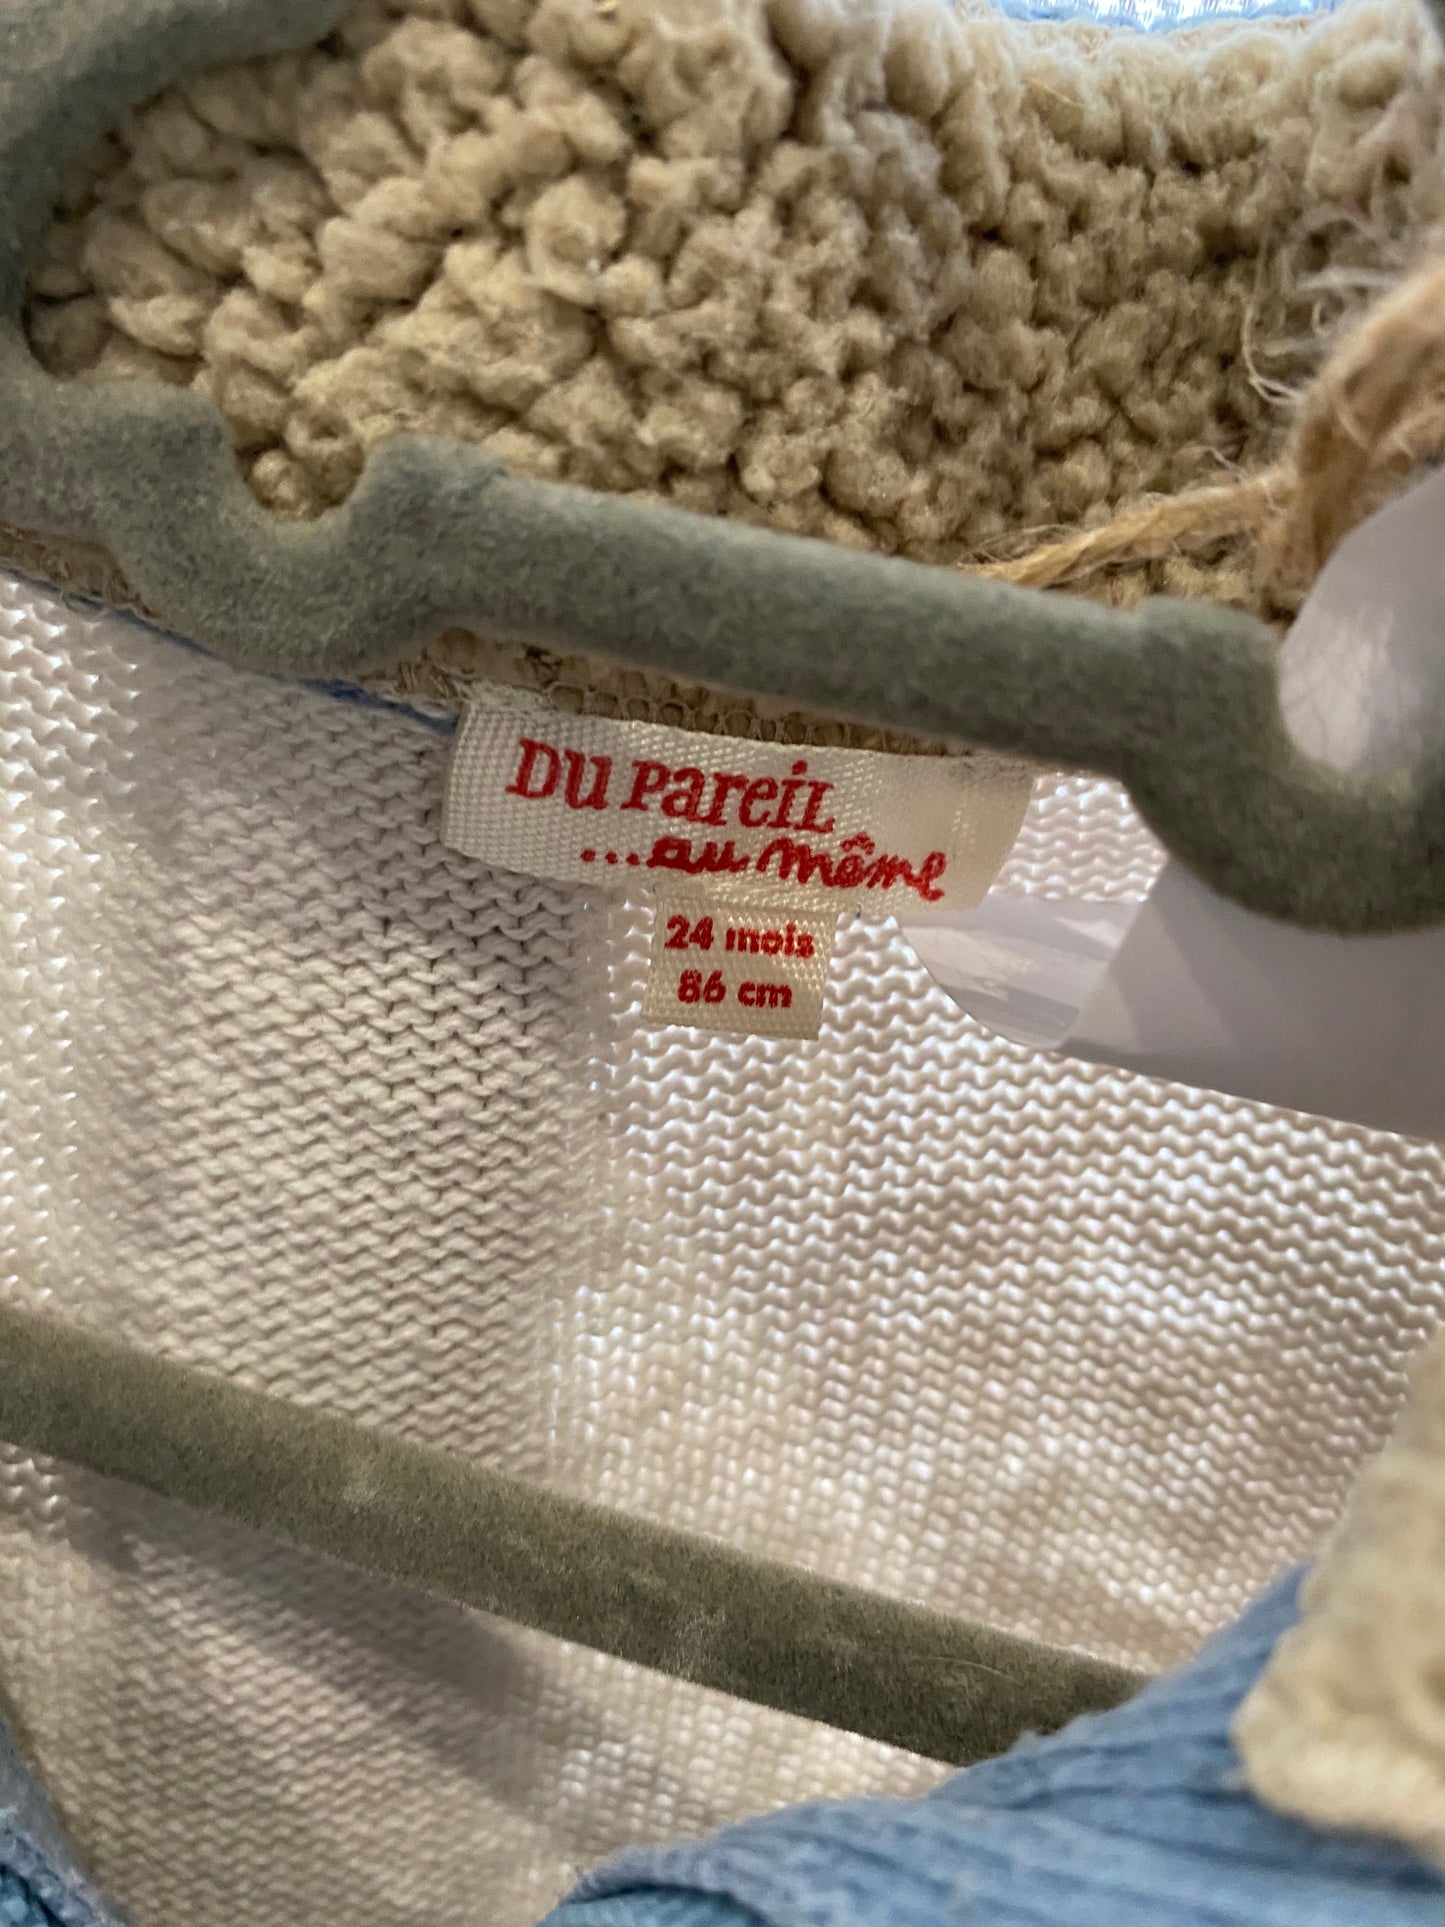 DU Pareil
...au même
24 mois
86 cm